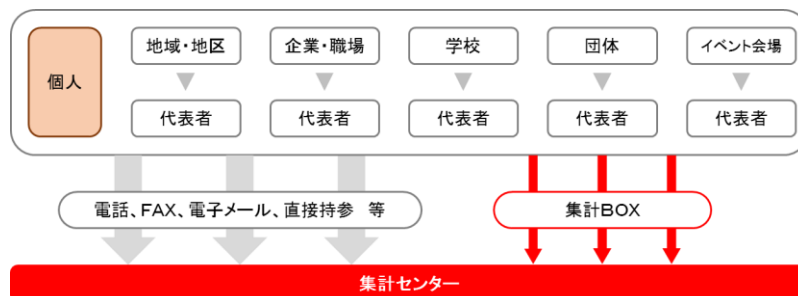 個人
地域・地区
企業・職場
学校
団体
イベント会場
代表者
代表者
代表者
代表者
代表者
電話、FAX、電子メール、直接持参　等
集計BOX
集計センター